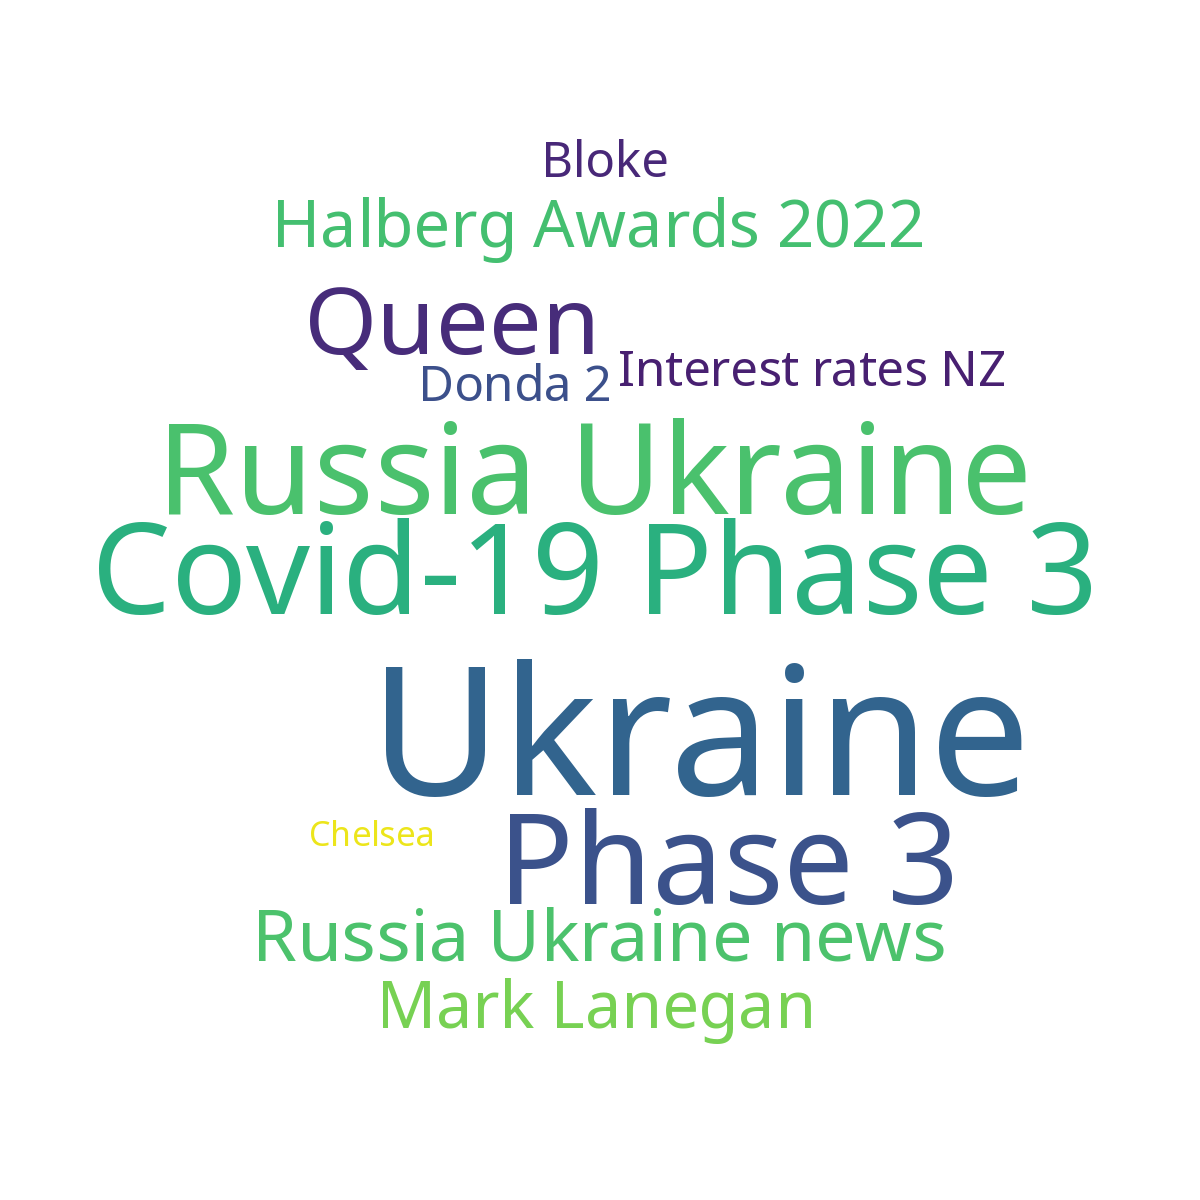 Bloke
Halberg Awards 2022
Queen
Interest rates NZ
Donda 2
Russia Ukraine
Covid-19 Phase 3
Ukraine
Chelsea
Phase 3
Russia Ukraine news
Mark Lanegan